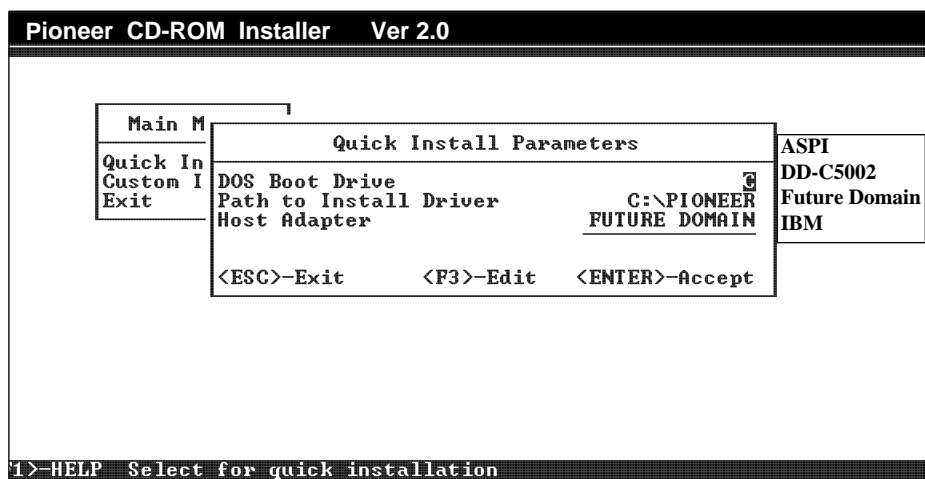 Pioneer CD-ROM Installer Ver 2.0
Main M
Quick In
Custom I
Exit
Quick Install Parameters
DOS Boot Drive C
Path to Install Driver C:\PIONEER
Host Adapter FUTURE DOMAIN
<ESC>-Exit <F3>-Edit <ENTER>-Accept
ASPI
DD-C5002
Future Domain
IBM
1>-HELP Select for quick installation